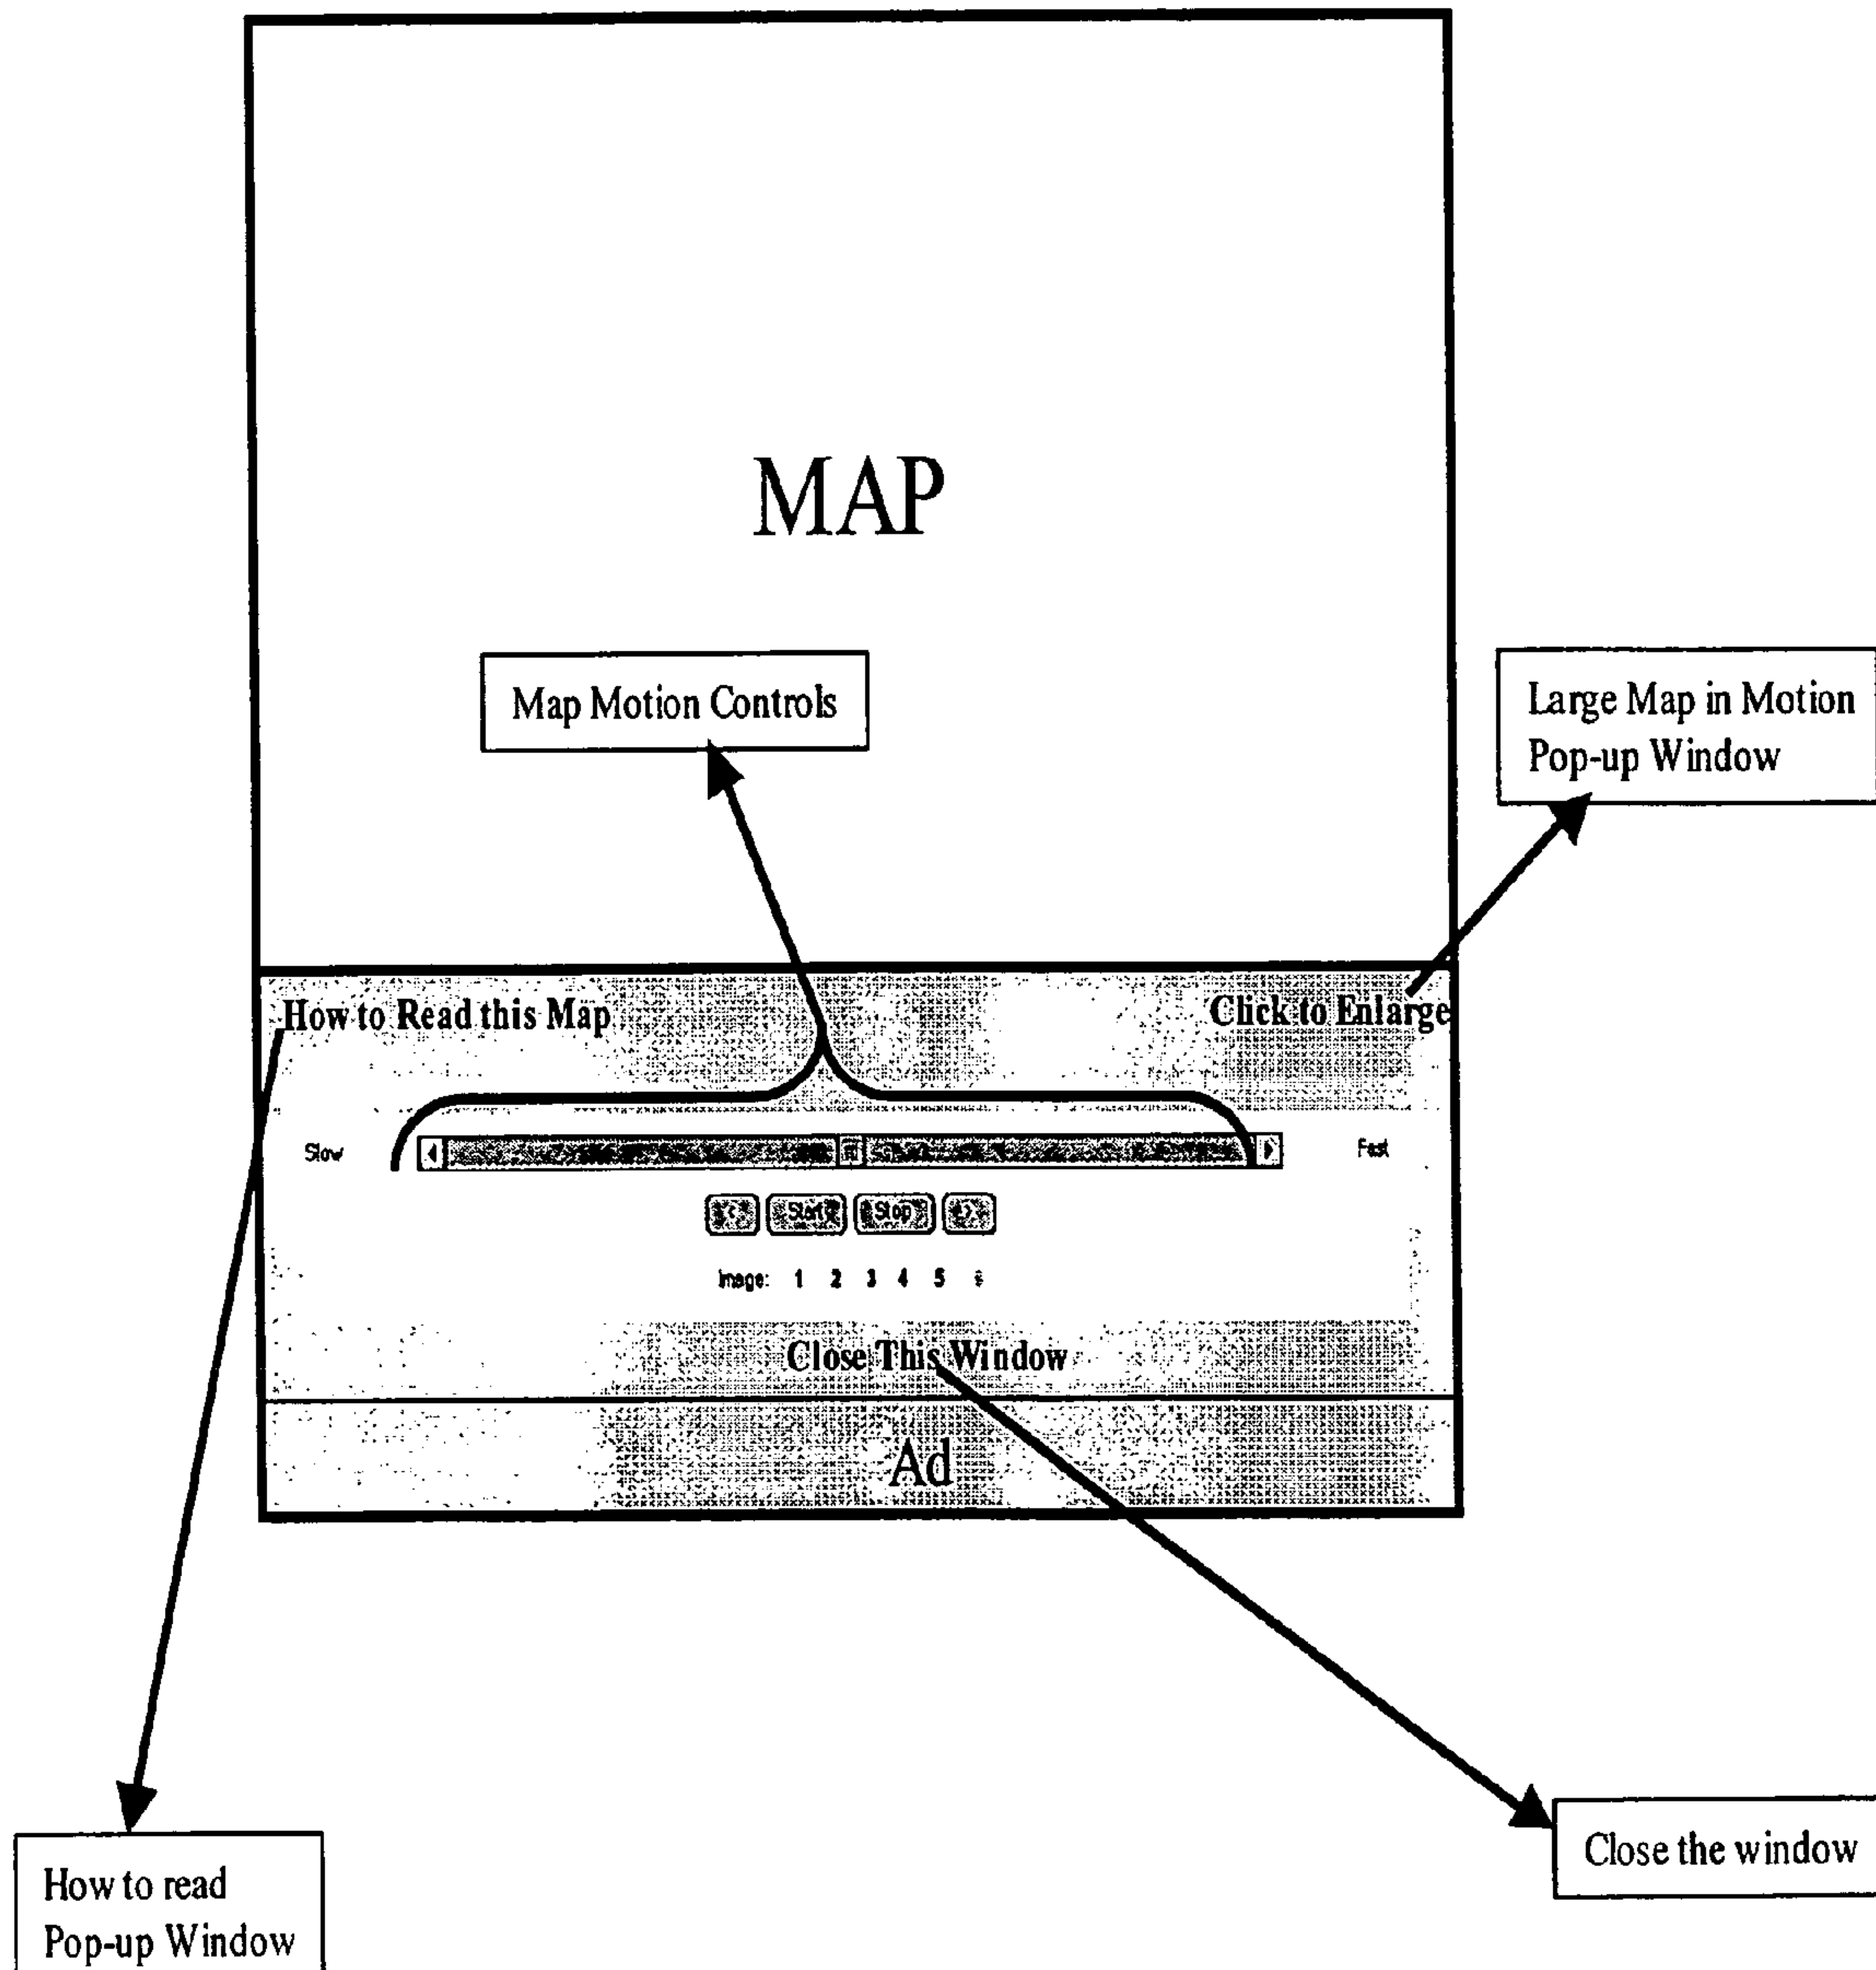 MAP
Map Motion Controls
Large Map in Motion
Pop-up Window
How to Read this Map
Click to Enlarge
Slow
Fast
< Start Stop >
Image: 1 2 3 4 5 6
Close This Window
Ad
Close the window
How to read
Pop-up Window